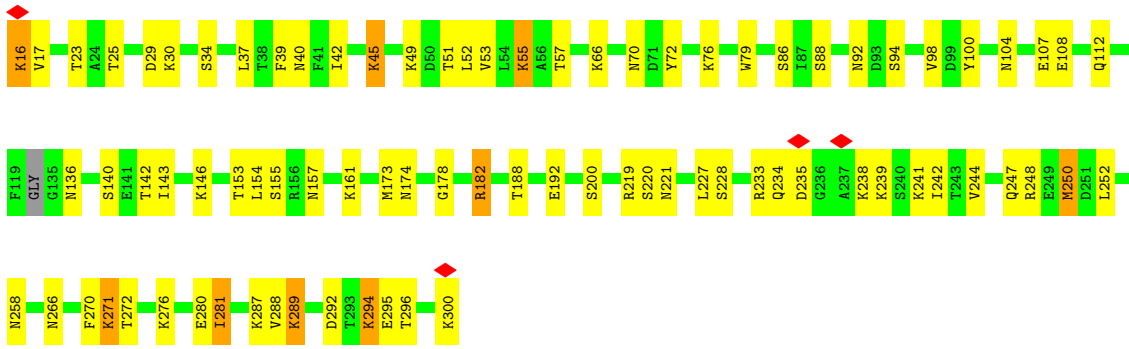 K16 V17 T23 A24 T25 D29 K30 S34 L37 T38 F39 N40 F41 I42 K45 K49 D50 T51 L52 V53 L54 K55 A56 T57 K66 N70 D71 Y72 K76 W79 S86 I87 S88 N92 D93 S94 V98 D99 Y100 N104 E107 E108 Q112
F119 GLY G135 N136 S140 E141 T142 I143 K146 T153 L154 S155 R156 N157 K161 M173 N174 G178 R182 T188 E192 S200 R219 S220 N221 L227 S228 R233 Q234 D235 G236 A237 K238 K239 S240 K241 I242 T243 V244 Q247 R248 E249 M250 D251 L252
N258 N266 F270 K271 T272 K276 E280 I281 K287 V288 K289 D292 T293 K294 E295 T296 K300